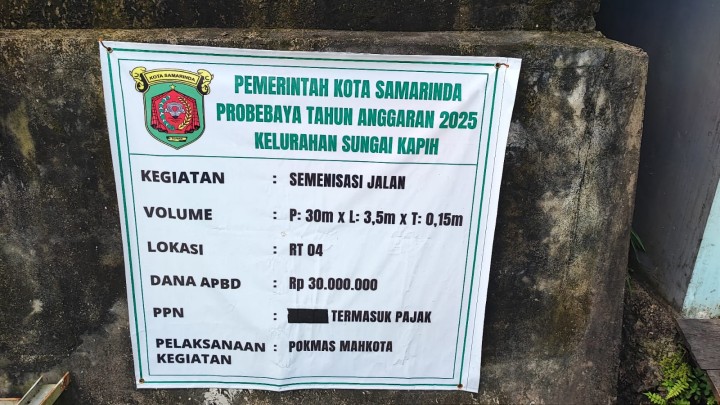 KOTA SAMARINDA
PEMERINTAH KOTA SAMARINDA
PROBEBAYA TAHUN ANGGARAN 2025
KELURAHAN SUNGAI KAPIH
KEGIATAN : SEMENISASI JALAN
VOLUME : P: 30m x L: 3,5m x T: 0,15m
LOKASI : RT 04
DANA APBD : Rp 30.000.000
PPN : TERMASUK PAJAK
PELAKSANAAN KEGIATAN : POKMAS MAHKOTA